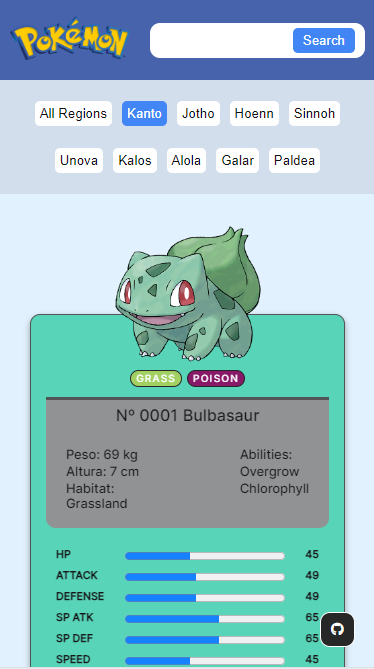 POKéMON
Search
All Regions Kanto Jotho Hoenn Sinnoh
Unova Kalos Alola Galar Paldea
GRASS POISON
Nº 0001 Bulbasaur
Peso: 69 kg
Altura: 7 cm
Habitat:
Grassland
Abilities:
Overgrow
Chlorophyll
HP 45
ATTACK 49
DEFENSE 49
SP ATK 65
SP DEF 65
SPEED 45